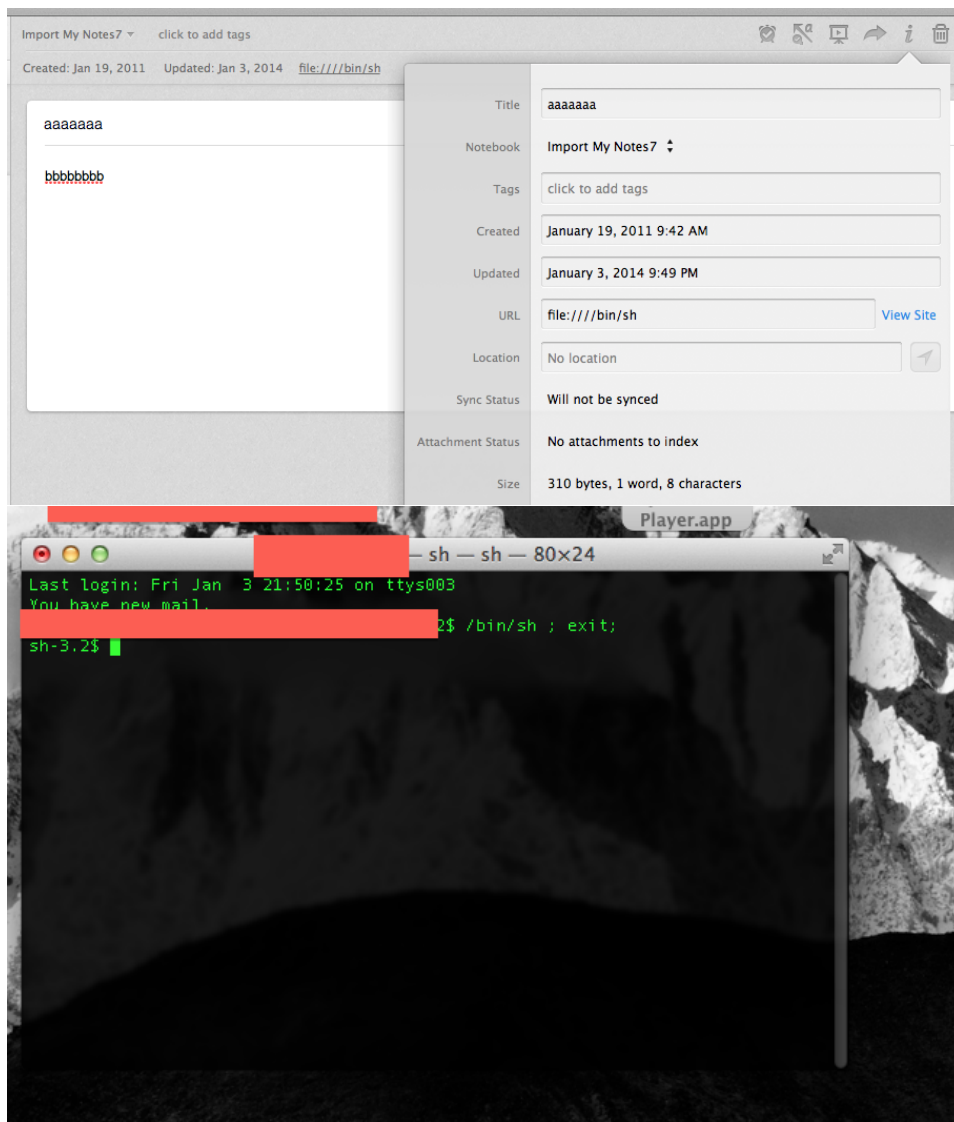 Import My Notes7 click to add tags
Created: Jan 19, 2011 Updated: Jan 3, 2014 file:////bin/sh
aaaaaaa
bbbbbbbb
Title aaaaaaa
Notebook Import My Notes7
Tags click to add tags
Created January 19, 2011 9:42 AM
Updated January 3, 2014 9:49 PM
URL file:////bin/sh View Site
Location No location
Sync Status Will not be synced
Attachment Status No attachments to index
Size 310 bytes, 1 word, 8 characters
Player.app
— sh — sh — 80×24
Last login: Fri Jan  3 21:50:25 on ttys003
You have new mail.
2$ /bin/sh ; exit;
sh-3.2$